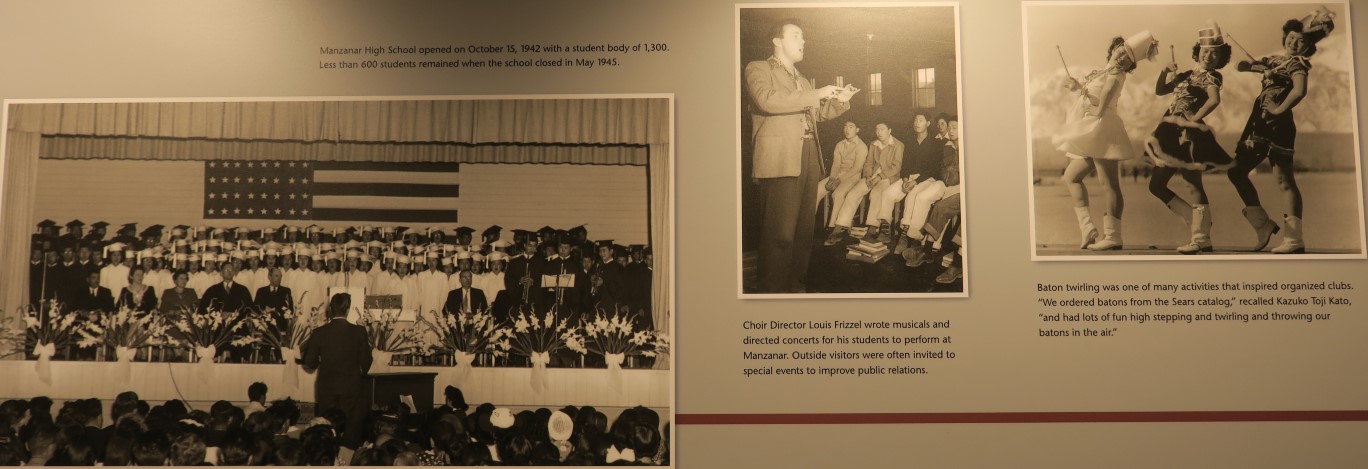 Manzanar High School opened on October 15, 1942 with a student body of 1,300.
Less than 600 students remained when the school closed in May 1945.
Choir Director Louis Frizzel wrote musicals and
directed concerts for his students to perform at
Manzanar. Outside visitors were often invited to
special events to improve public relations.
Baton twirling was one of many activities that inspired organized clubs.
“We ordered batons from the Sears catalog,” recalled Kazuko Toji Kato,
“and had lots of fun high stepping and twirling and throwing our
batons in the air.”